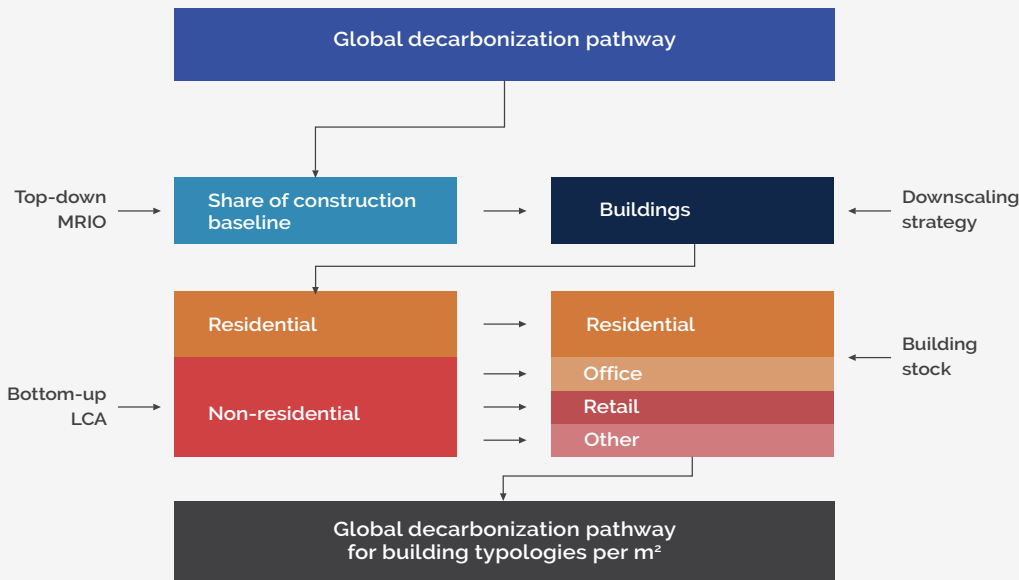 Global decarbonization pathway
Top-down
MRIO
Share of construction
baseline
Buildings
Downscaling
strategy
Residential
Residential
Building
stock
Office
Bottom-up
LCA
Non-residential
Retail
Other
Global decarbonization pathway
for building typologies per m²